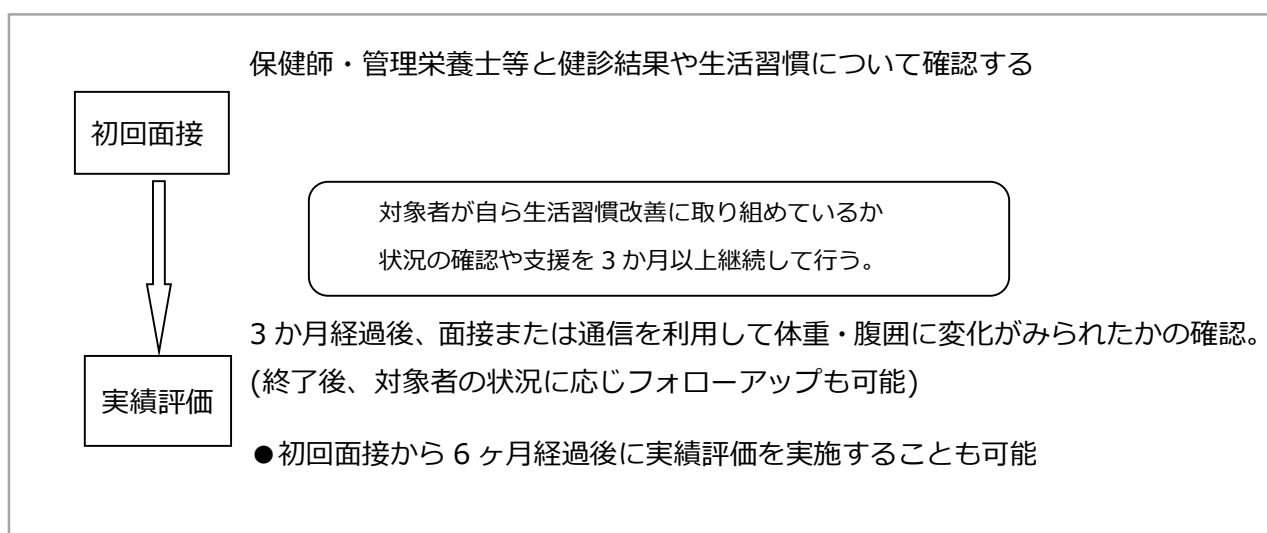 保健師・管理栄養士等と健診結果や生活習慣について確認する
初回面接
対象者が自ら生活習慣改善に取り組めているか
状況の確認や支援を3か月以上継続して行う。
3か月経過後、面接または通信を利用して体重・腹囲に変化がみられたかの確認。
(終了後、対象者の状況に応じフォローアップも可能)
実績評価
●初回面接から6ヶ月経過後に実績評価を実施することも可能